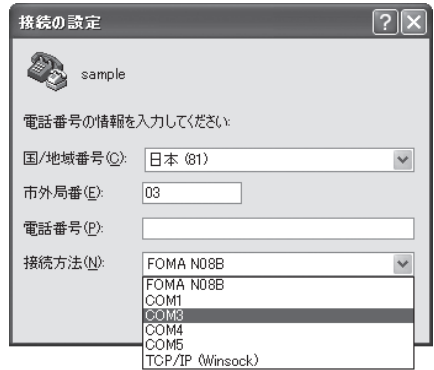 接続の設定
sample
電話番号の情報を入力してください:
国/地域番号(C): 日本 (81)
市外局番(E): 03
電話番号(P):
接続方法(N): FOMA N08B
FOMA N08B
COM1
COM3
COM4
COM5
TCP/IP (Winsock)